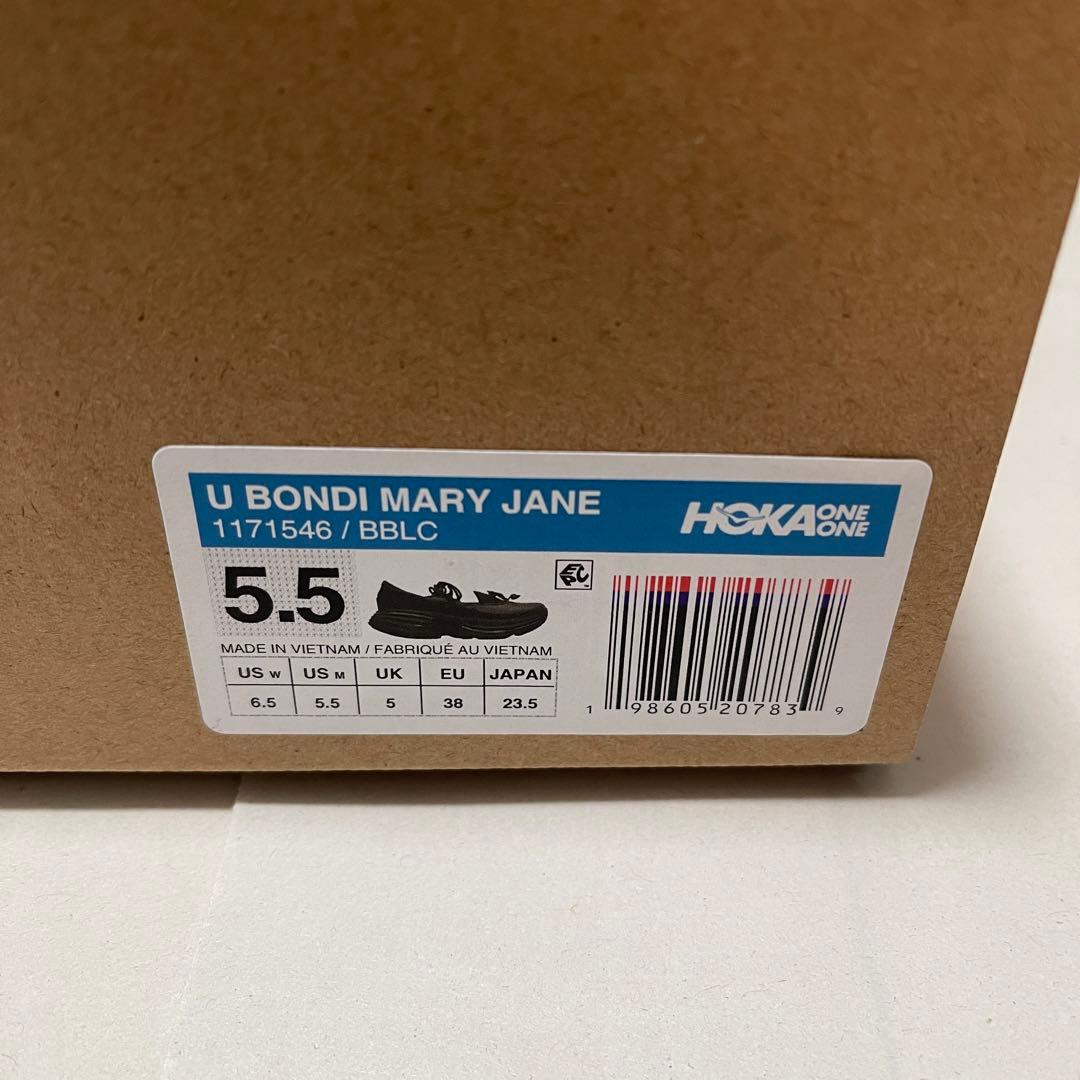 U BONDI MARY JANE
1171546 / BBLC
HOKA ONE ONE
5.5
EPC
MADE IN VIETNAM / FABRIQUÉ AU VIETNAM
US W US M UK EU JAPAN
6.5 5.5 5 38 23.5
1 98605 20783 9